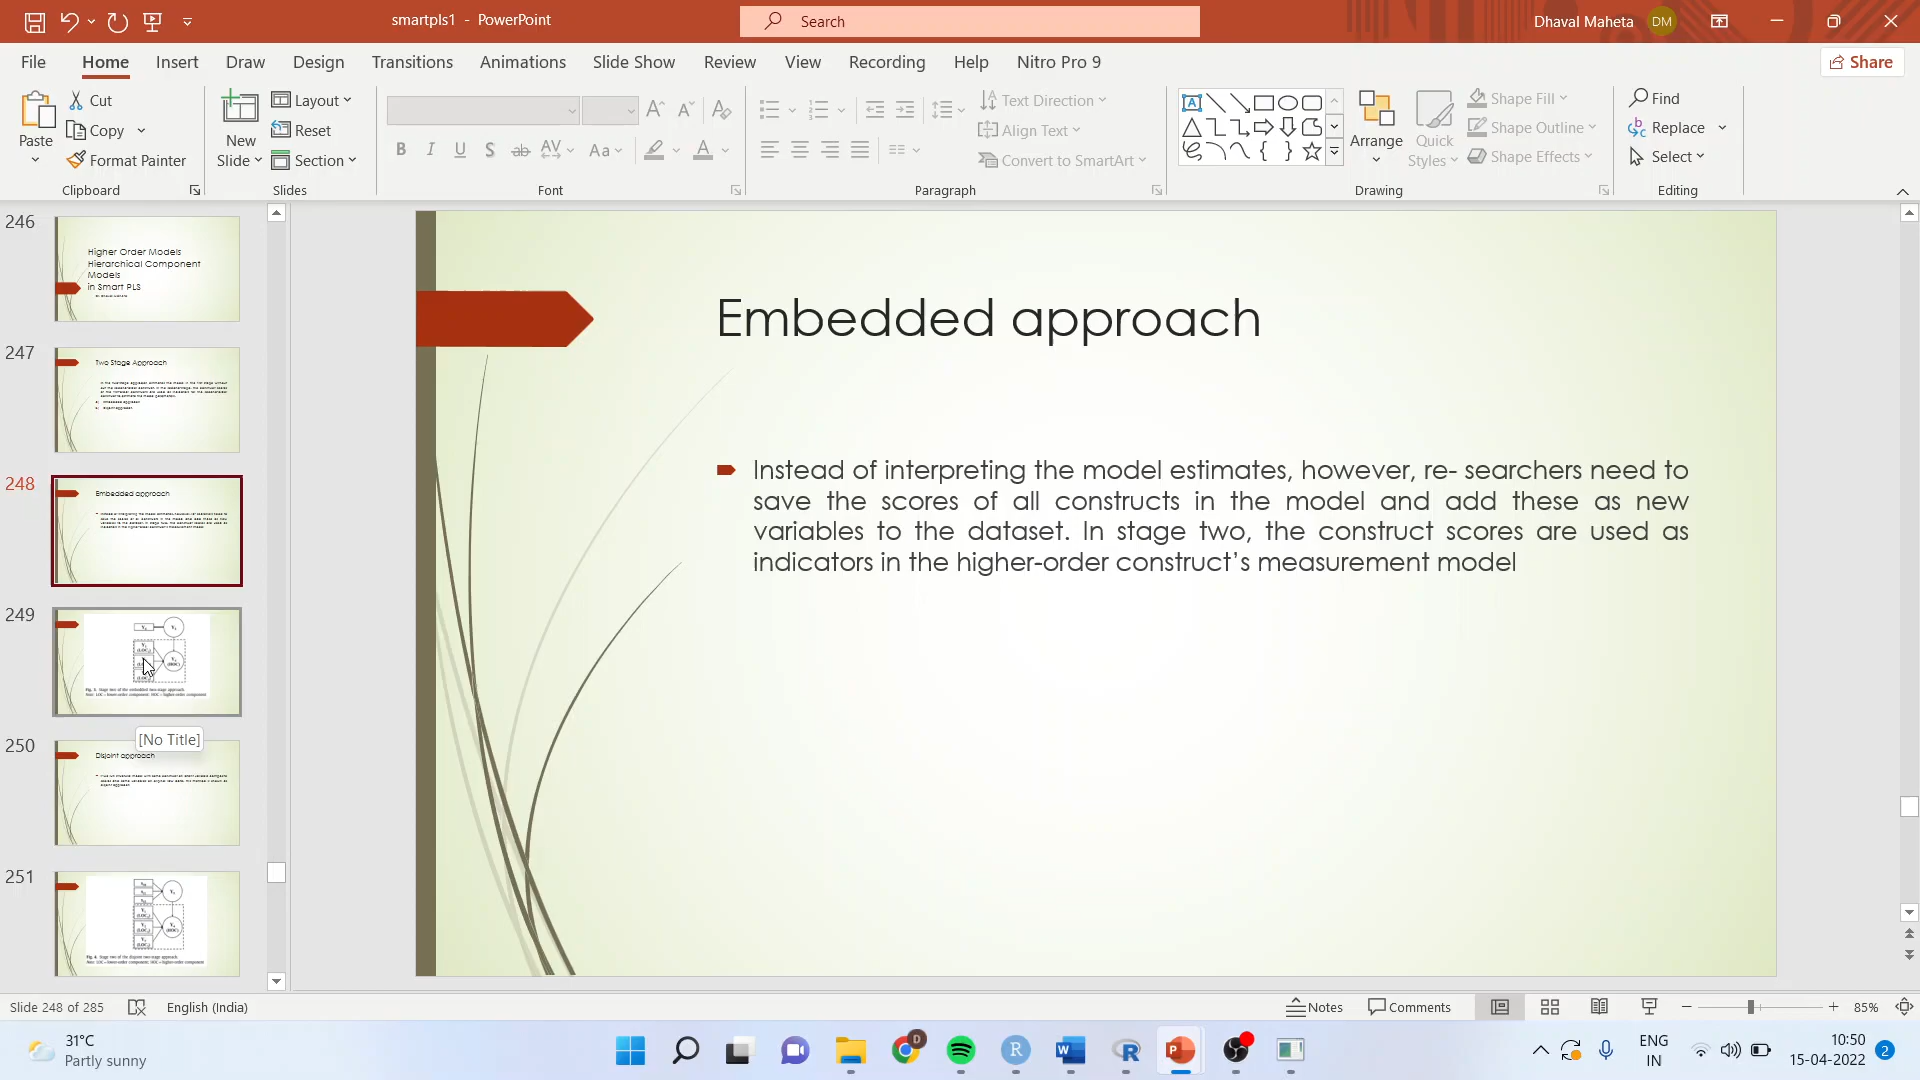 smartpls1 - PowerPoint
Search
Dhaval Maheta DM
File Home Insert Draw Design Transitions Animations Slide Show Review View Recording Help Nitro Pro 9 Share
Paste
Cut
Copy
Format Painter
Clipboard
New Slide
Layout
Reset
Section
Slides
B I U S ab AV Aa A
Font
Text Direction
Align Text
Convert to SmartArt
Paragraph
Arrange
Quick Styles
Shape Fill
Shape Outline
Shape Effects
Drawing
Find
Replace
Select
Editing
246
Higher Order Models
Hierarchical Component
Models
in Smart PLS
247
Two Stage Approach
248
Embedded approach
249
[No Title]
250
Disjoint approach
251
Embedded approach
Instead of interpreting the model estimates, however, re- searchers need to
save the scores of all constructs in the model and add these as new
variables to the dataset. In stage two, the construct scores are used as
indicators in the higher-order construct’s measurement model
Slide 248 of 285 English (India) Notes Comments 85%
31°C
Partly sunny
ENG
IN
10:50
15-04-2022
2